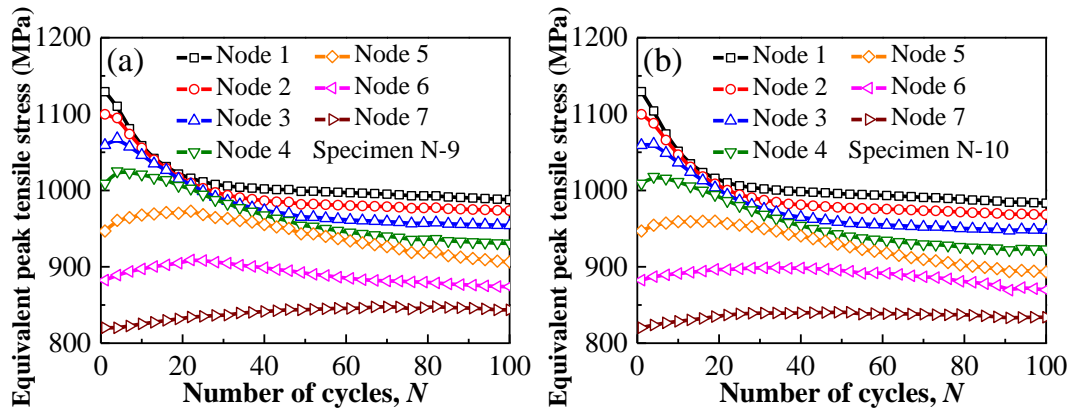 Equivalent peak tensile stress (MPa)
1200
1100
1000
900
800
(a)
Node 1
Node 2
Node 3
Node 4
Node 5
Node 6
Node 7
Specimen N-9
0 20 40 60 80 100
Number of cycles, N
Equivalent peak tensile stress (MPa)
1200
1100
1000
900
800
(b)
Node 1
Node 2
Node 3
Node 4
Node 5
Node 6
Node 7
Specimen N-10
0 20 40 60 80 100
Number of cycles, N